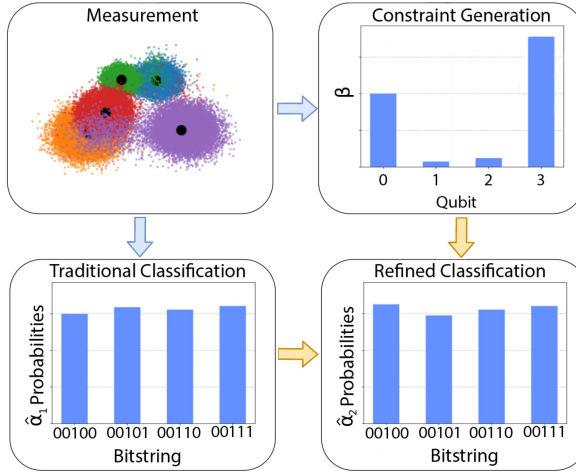 Measurement
Constraint Generation
β
0 1 2 3
Qubit
Traditional Classification
α̂₁ Probabilities
00100 00101 00110 00111
Bitstring
Refined Classification
α̂₂ Probabilities
00100 00101 00110 00111
Bitstring